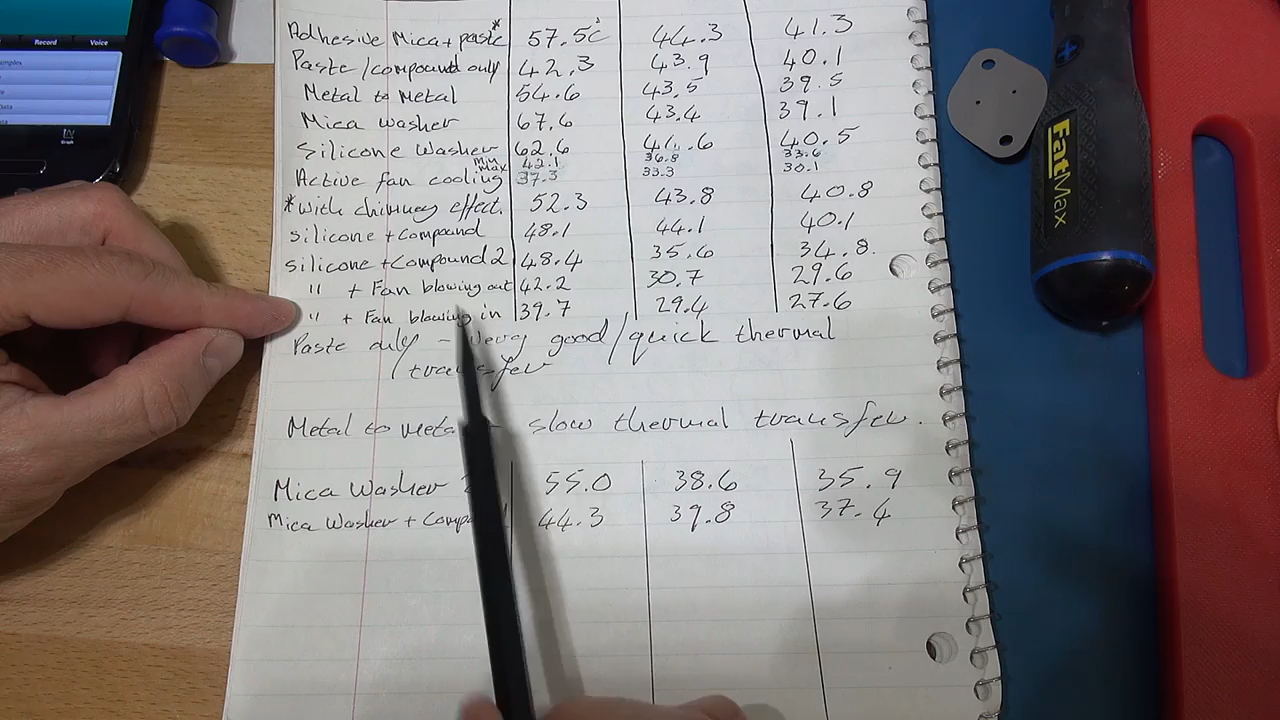 Record Voice
Graph
Adhesive Mica + paste* 57.5c 44.3 41.3
Paste/compound only 42.3 43.9 40.1
Metal to Metal 54.6 43.5 39.5
Mica Washer 67.6 43.4 39.1
Silicone Washer 62.6 41.6 40.5
Min 42.1 36.8 33.6
Active fan cooling Max 37.3 33.3 30.1
*With chimney effect. 52.3 43.8 40.8
silicone + compound 48.1 44.1 40.1
silicone + Compound 2 48.4 35.6 34.8.
" + Fan blowing out 42.2 30.7 29.6
" + Fan blowing in 39.7 29.4 27.6
Paste only - Very good/quick thermal
transfer
Metal to metal - slow thermal transfer.
Mica Washer 55.0 38.6 35.9
Mica Washer + Comp 44.3 39.8 37.4
FatMax